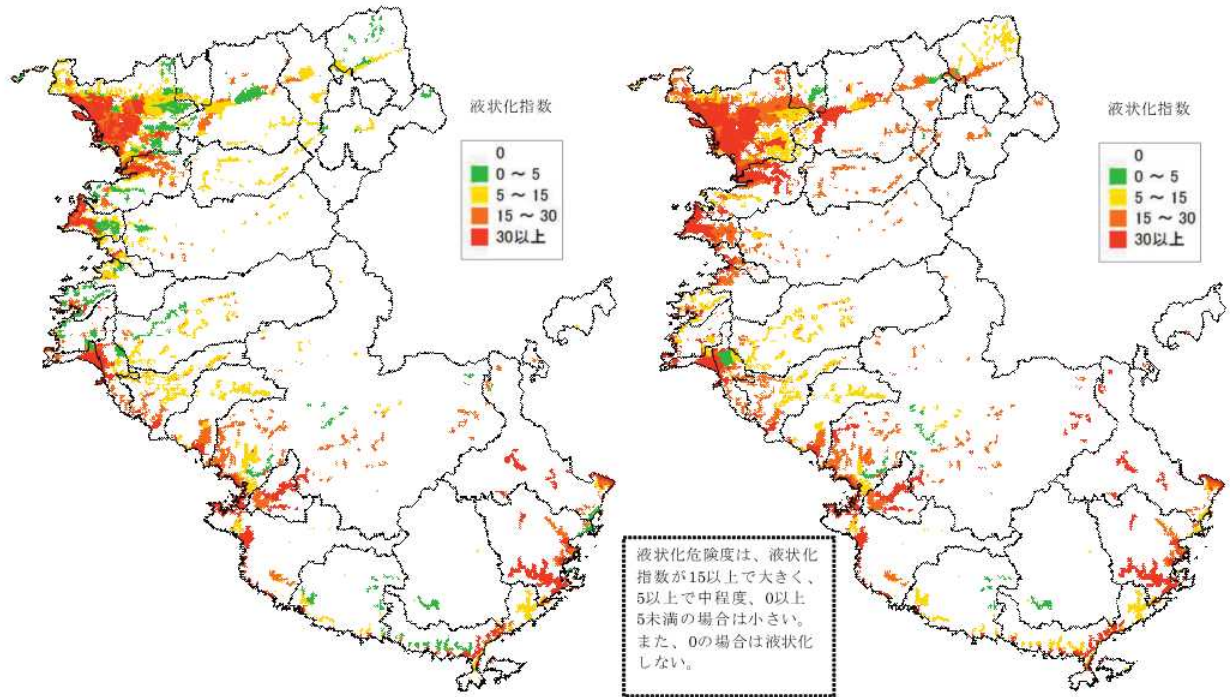 液状化指数
0
0 ~ 5
5 ~ 15
15 ~ 30
30以上
液状化指数
0
0 ~ 5
5 ~ 15
15 ~ 30
30以上
液状化危険度は、液状化
指数が15以上で大きく、
5以上で中程度、0以上
5未満の場合は小さい。
また、0の場合は液状化
しない。